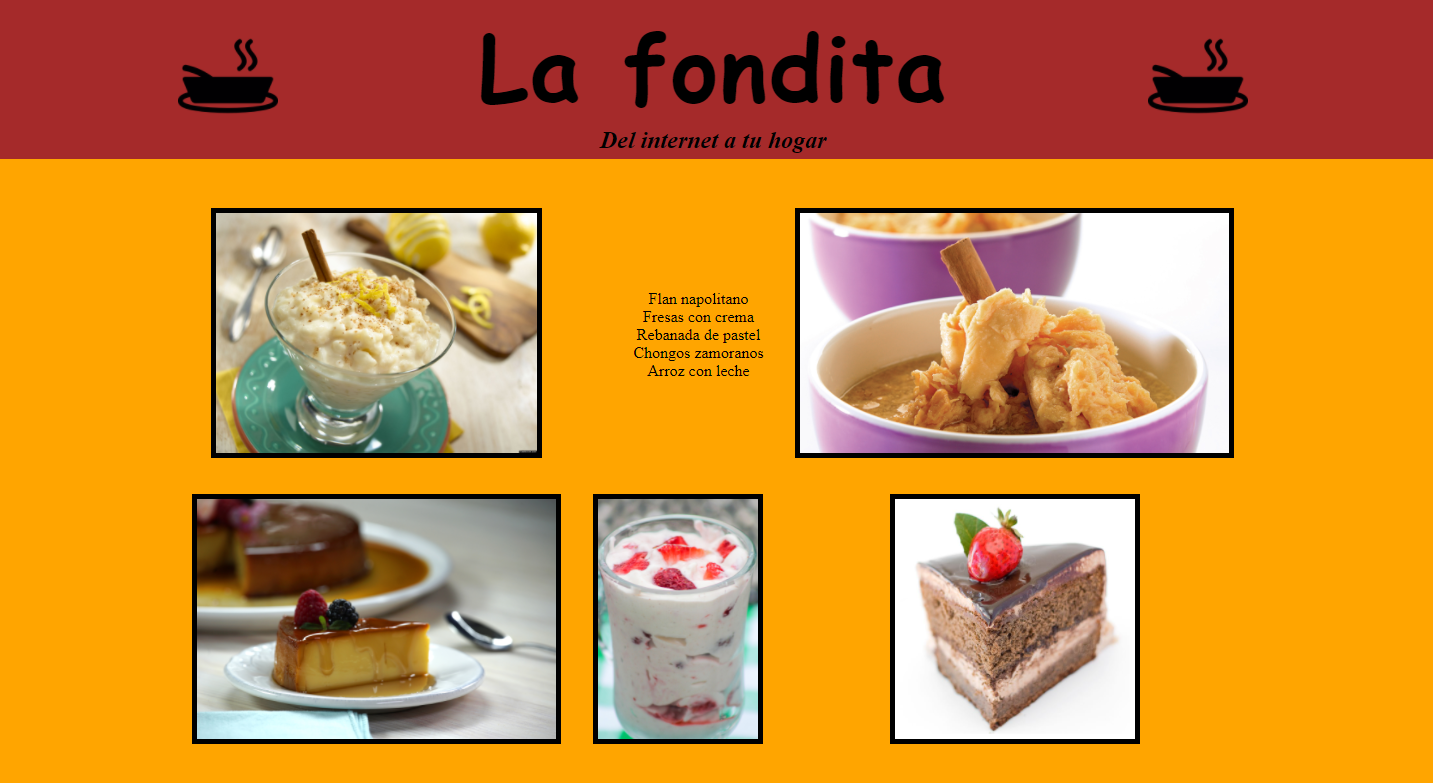 La fondita
Del internet a tu hogar
Flan napolitano
Fresas con crema
Rebanada de pastel
Chongos zamoranos
Arroz con leche